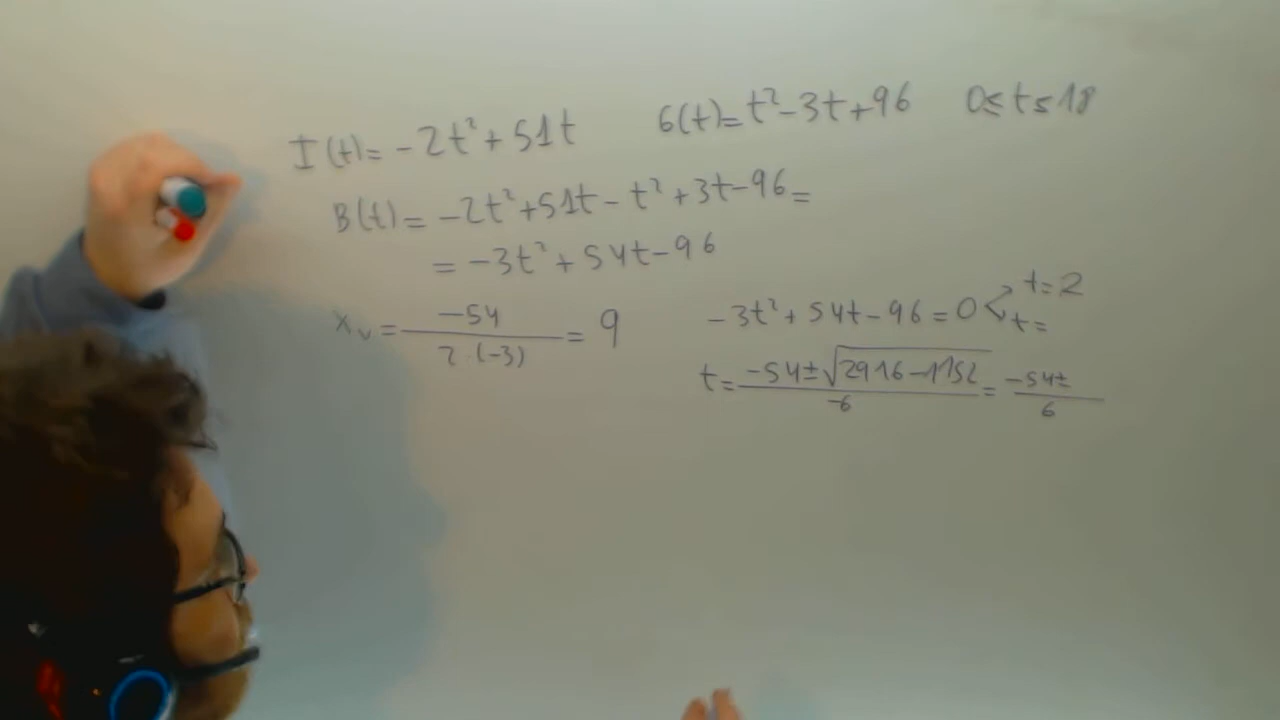 I(t)= -2t²+51t G(t)=t²-3t+96 0≤t≤18
B(t)= -2t²+51t-t²+3t-96=
= -3t²+54t-96
x_v = -54 / 2·(-3) = 9
-3t²+54t-96=0 < t=2
t=
t= -54±√2916-1152 / -6 = -54± / 6